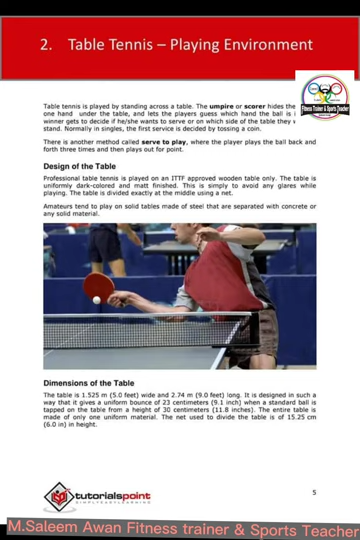 2. Table Tennis – Playing Environment
Table tennis is played by standing across a table. The umpire or scorer hides the
one hand under the table, and lets the players guess which hand the ball is
winner gets to decide if he/she wants to serve or on which side of the table they
stand. Normally in singles, the first service is decided by tossing a coin.
There is another method called serve to play, where the player plays the ball back and
forth three times and then plays out for point.
Design of the Table
Professional table tennis is played on an ITTF approved wooden table only. The table is
uniformly dark-colored and matt finished. This is simply to avoid any glares while
playing. The table is divided exactly at the middle using a net.
Amateurs tend to play on solid tables made of steel that are separated with concrete or
any solid material.
Dimensions of the Table
The table is 1.525 m (5.0 feet) wide and 2.74 m (9.0 feet) long. It is designed in such a
way that it gives a uniform bounce of 23 centimeters (9.1 inch) when a standard ball is
tapped on the table from a height of 30 centimeters (11.8 inches). The entire table is
made of only one uniform material. The net used to divide the table is of 15.25 cm
(6.0 in) in height.
tutorialspoint
SIMPLYEASYLEARNING
5
M.Saleem Awan Fitness trainer & Sports Teacher